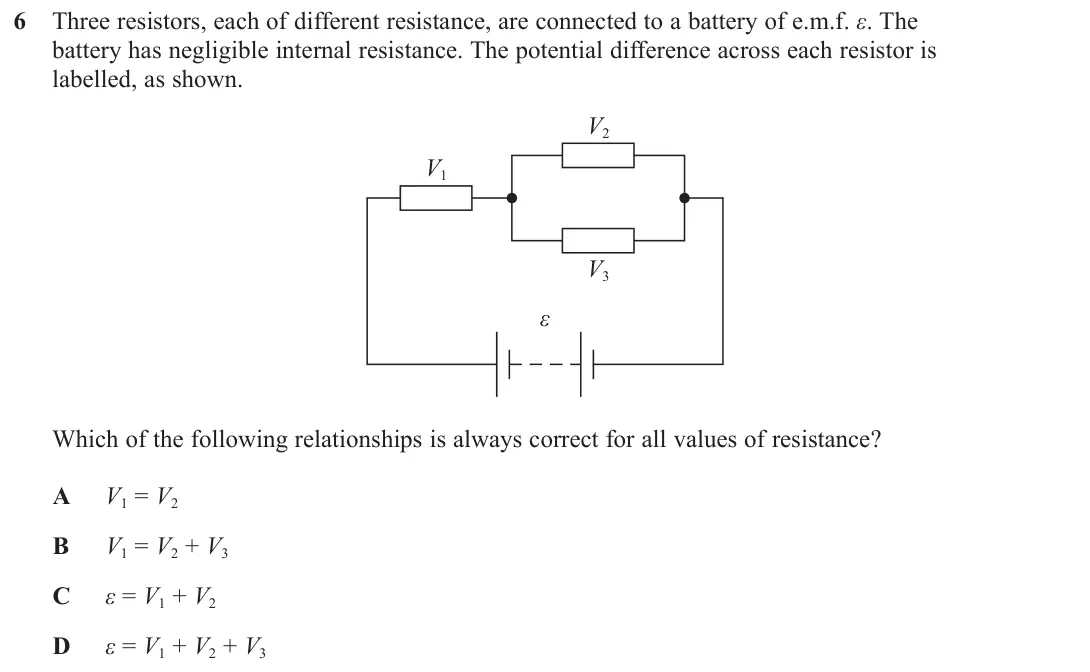 6 Three resistors, each of different resistance, are connected to a battery of e.m.f. ε. The
battery has negligible internal resistance. The potential difference across each resistor is
labelled, as shown.
V₂
V₁
V₃
ε
Which of the following relationships is always correct for all values of resistance?
A V₁ = V₂
B V₁ = V₂ + V₃
C ε = V₁ + V₂
D ε = V₁ + V₂ + V₃